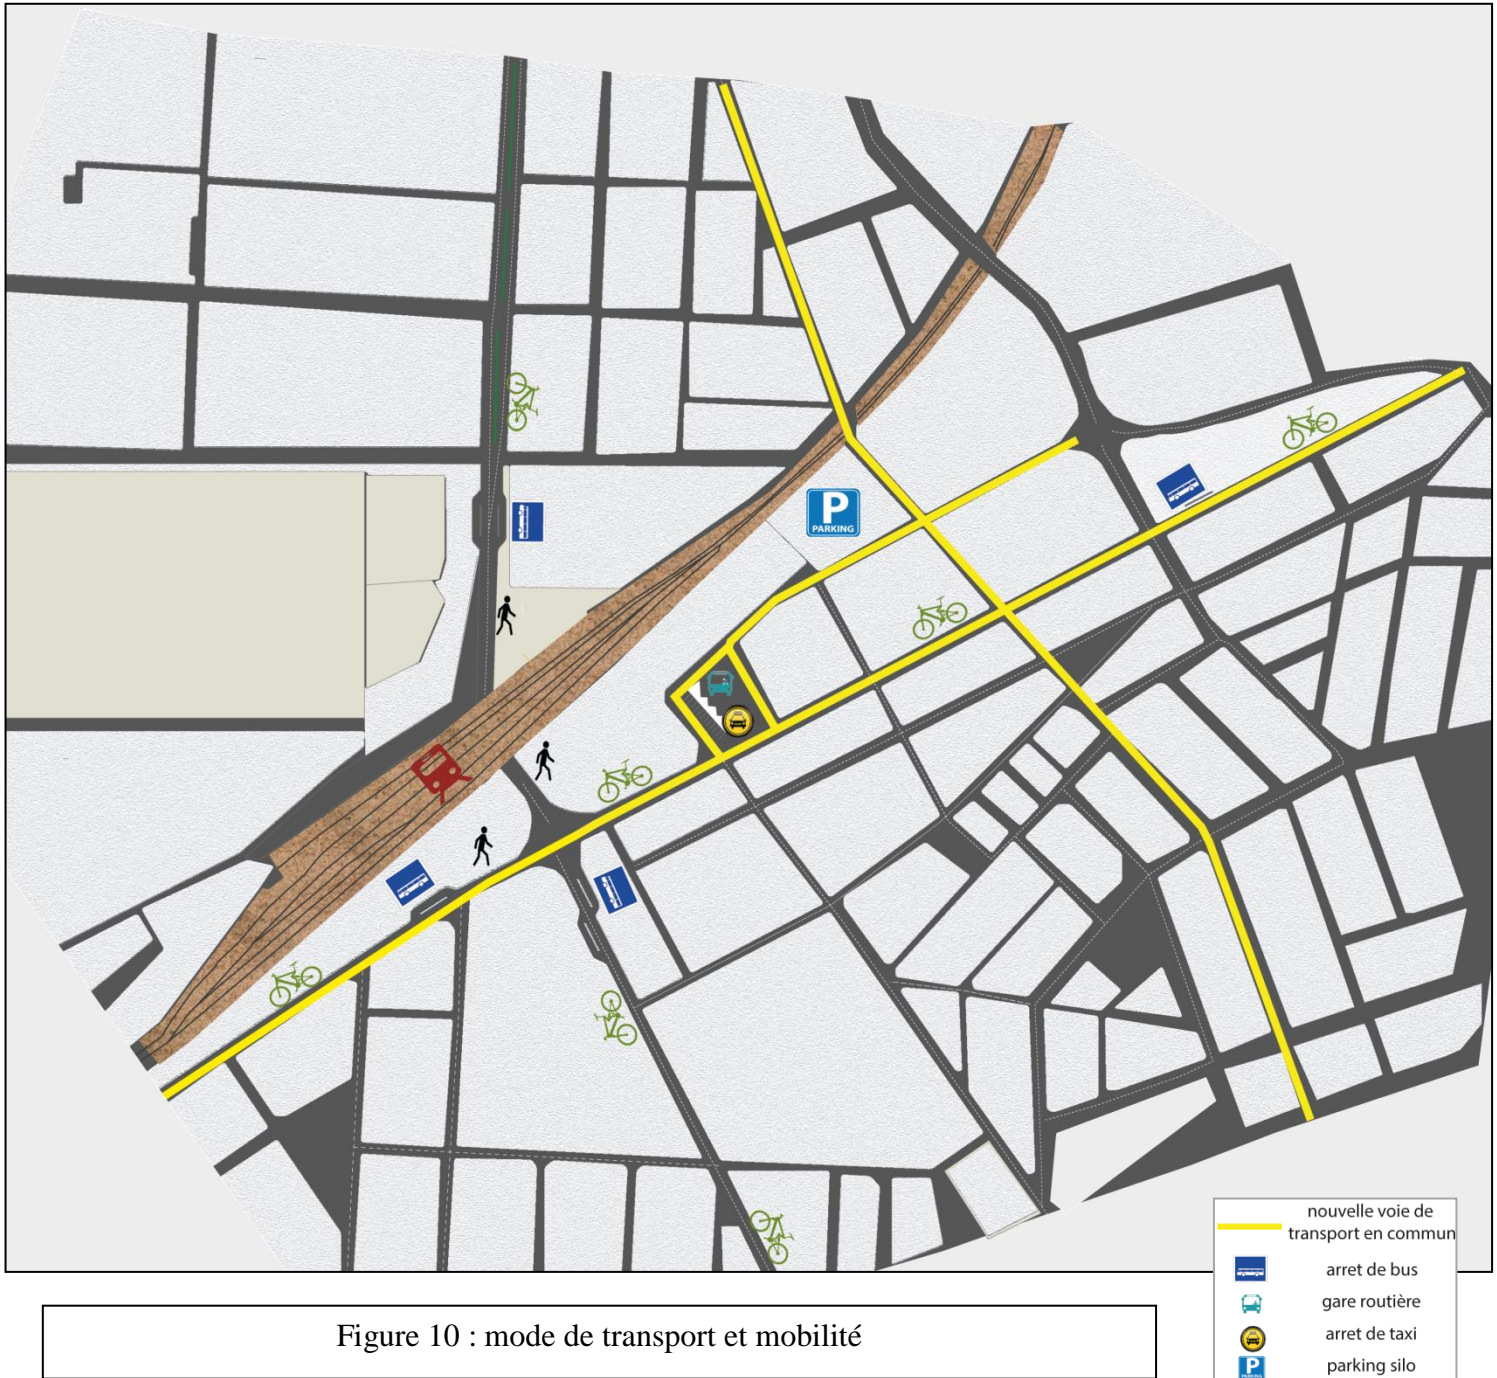 P
PARKING
nouvelle voie de
transport en commun
arret de bus
gare routière
arret de taxi
P
PARKING
parking silo
Figure 10 : mode de transport et mobilité